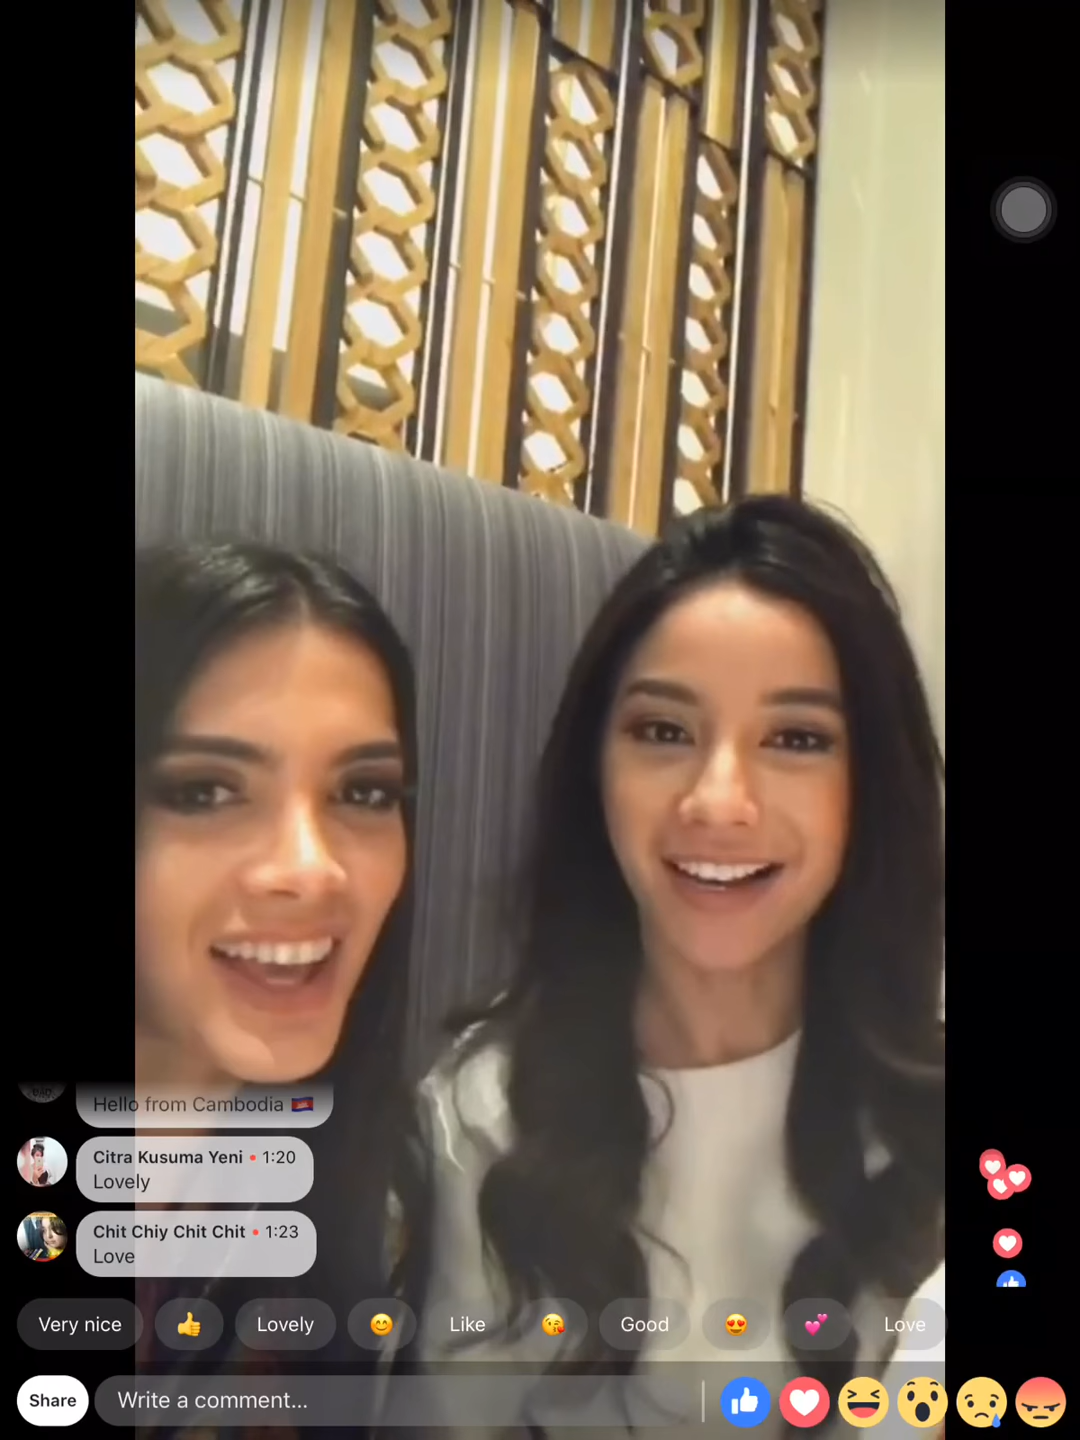 Hello from Cambodia 🇰🇭
Citra Kusuma Yeni • 1:20
Lovely
Chit Chiy Chit Chit • 1:23
Love
Very nice 👍 Lovely 😊 Like 😘 Good 😍 💕 Love
Share Write a comment...